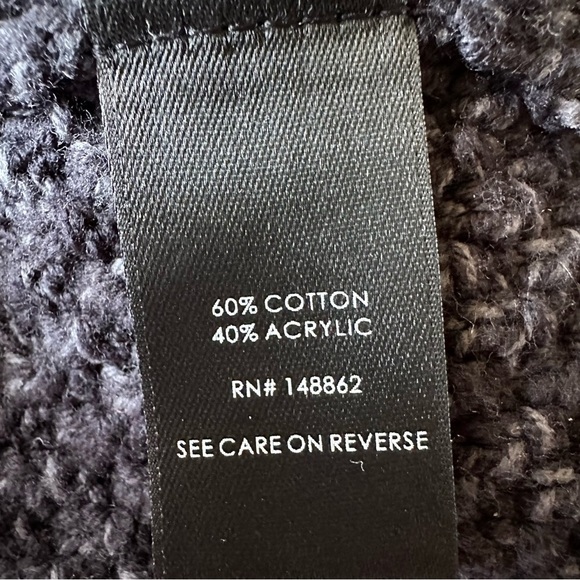 60% COTTON
40% ACRYLIC
RN# 148862
SEE CARE ON REVERSE